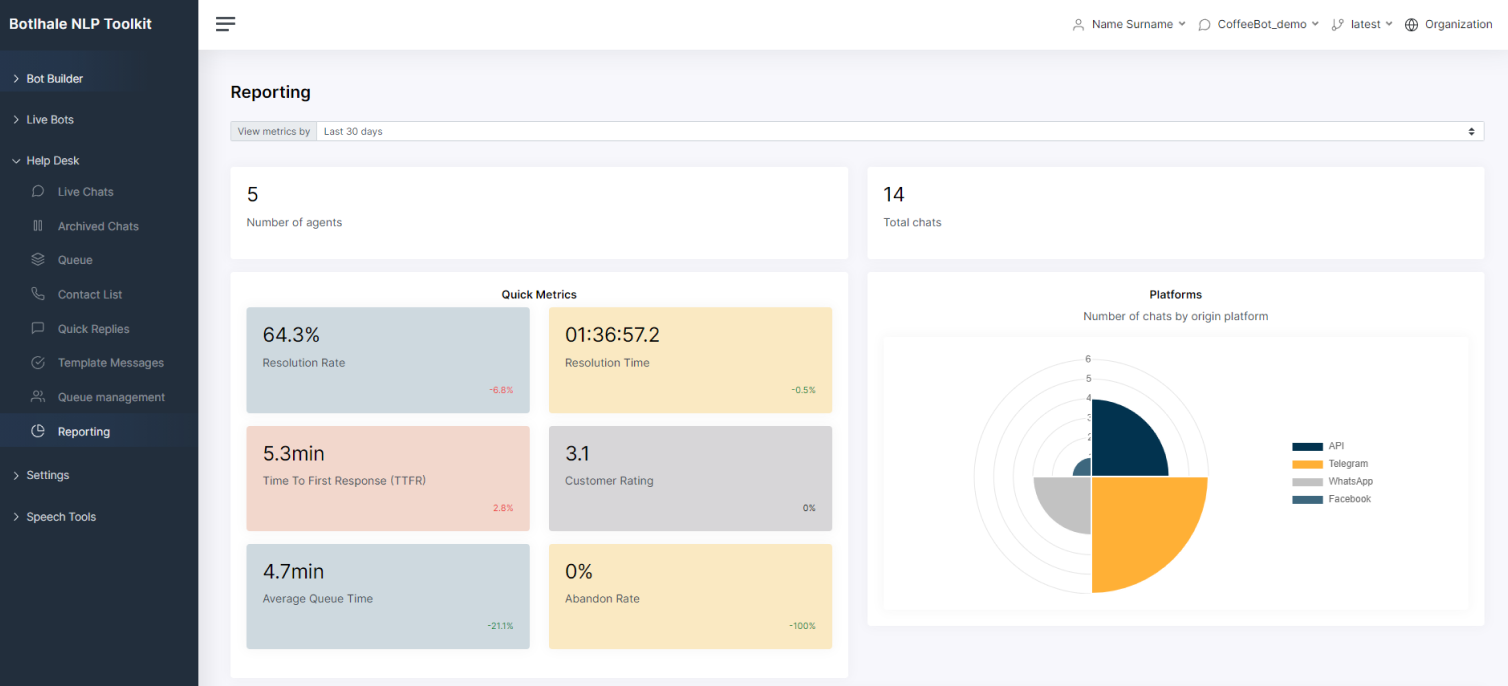 Botlhale NLP Toolkit
Name Surname
CoffeeBot_demo
latest
Organization
Bot Builder
Live Bots
Help Desk
Live Chats
Archived Chats
Queue
Contact List
Quick Replies
Template Messages
Queue management
Reporting
Settings
Speech Tools
Reporting
View metrics by Last 30 days
5
Number of agents
14
Total chats
Quick Metrics
64.3%
Resolution Rate
-6.8%
01:36:57.2
Resolution Time
-0.5%
5.3min
Time To First Response (TTFR)
2.8%
3.1
Customer Rating
0%
4.7min
Average Queue Time
-21.1%
0%
Abandon Rate
-100%
Platforms
Number of chats by origin platform
6
5
4
3
2
API
Telegram
WhatsApp
Facebook